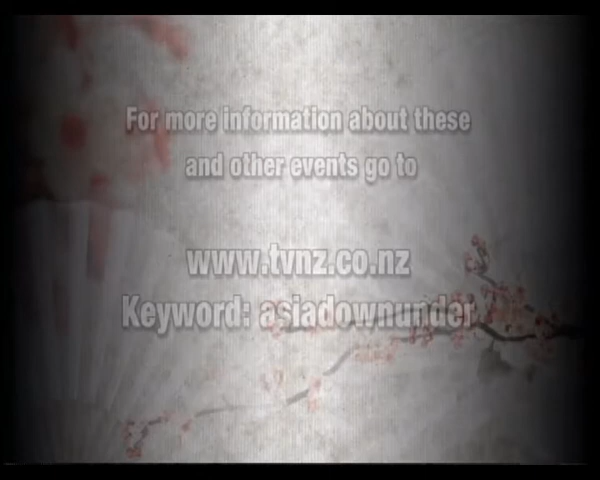 For more information about these
and other events go to
www.tvnz.co.nz
Keyword: asiadownunder